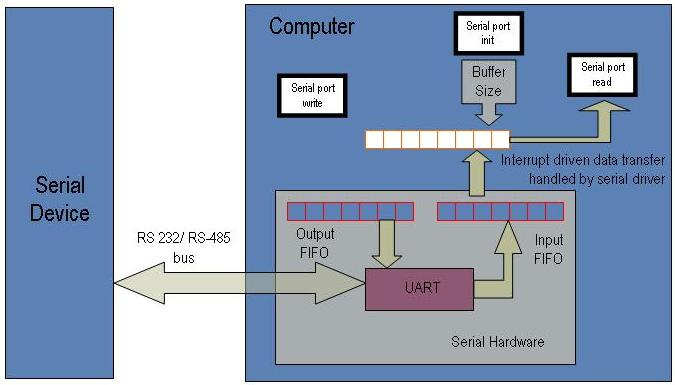 Computer
Serial port
init
Serial port
read
Buffer
Size
Serial port
write
Interrupt driven data transfer
handled by serial driver
Serial
Device
RS 232/ RS-485
bus
Output
FIFO
Input
FIFO
UART
Serial Hardware